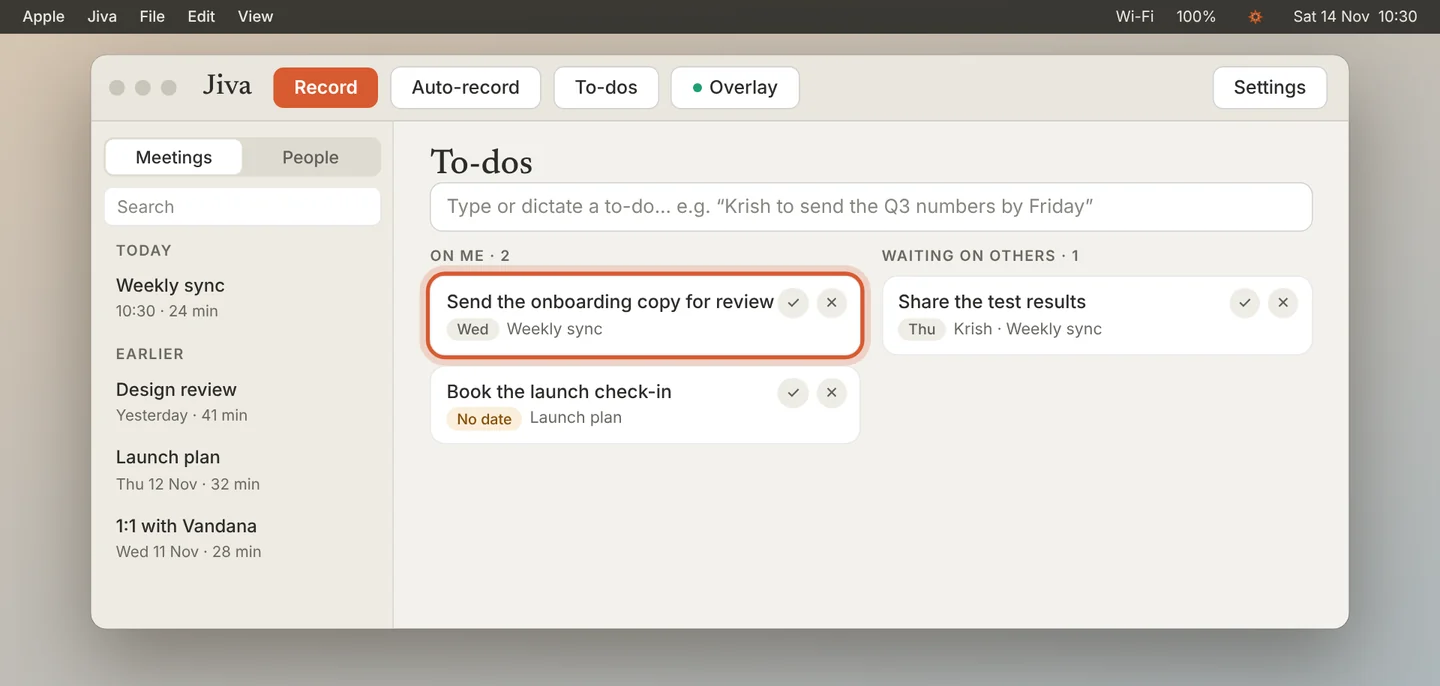 Apple Jiva File Edit View Wi-Fi 100% Sat 14 Nov 10:30
Jiva Record Auto-record To-dos Overlay Settings
Meetings People
Search
TODAY
Weekly sync
10:30 · 24 min
EARLIER
Design review
Yesterday · 41 min
Launch plan
Thu 12 Nov · 32 min
1:1 with Vandana
Wed 11 Nov · 28 min
To-dos
Type or dictate a to-do... e.g. “Krish to send the Q3 numbers by Friday”
ON ME · 2
Send the onboarding copy for review
Wed Weekly sync
Book the launch check-in
No date Launch plan
WAITING ON OTHERS · 1
Share the test results
Thu Krish · Weekly sync